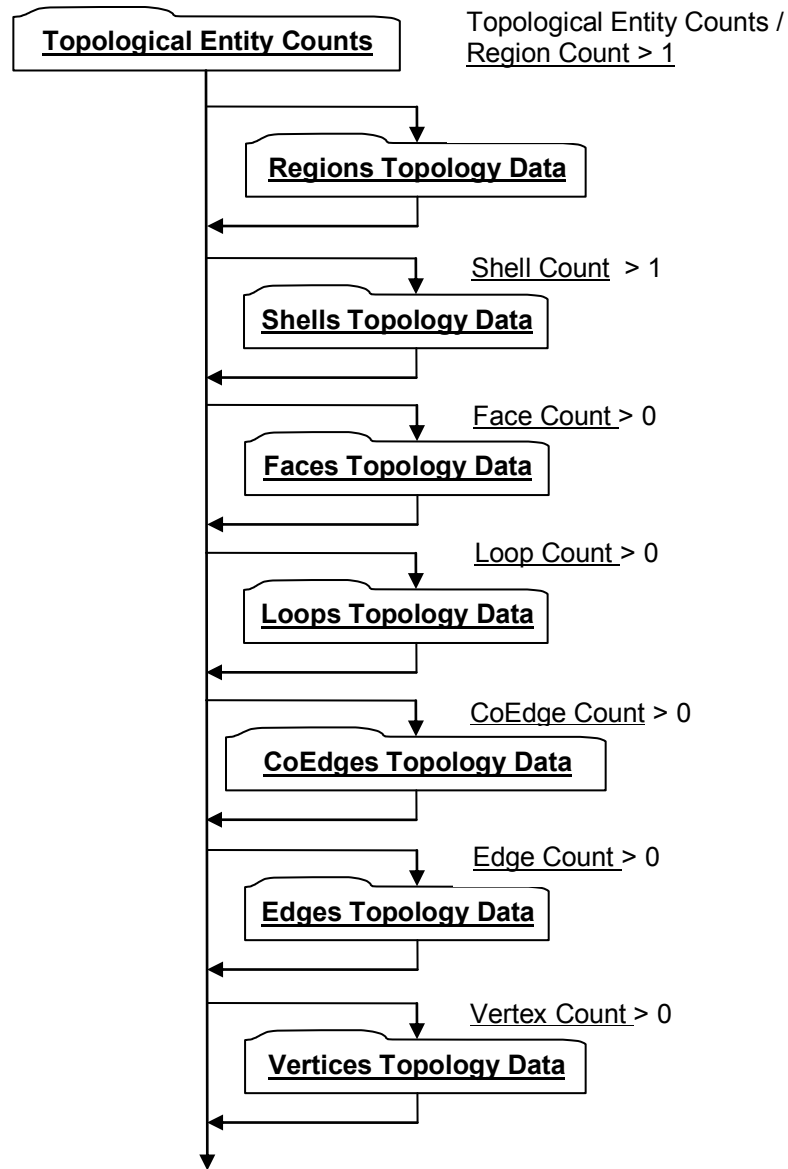 Topological Entity Counts
Topological Entity Counts /
Region Count > 1
Regions Topology Data
Shell Count > 1
Shells Topology Data
Face Count > 0
Faces Topology Data
Loop Count > 0
Loops Topology Data
CoEdge Count > 0
CoEdges Topology Data
Edge Count > 0
Edges Topology Data
Vertex Count > 0
Vertices Topology Data